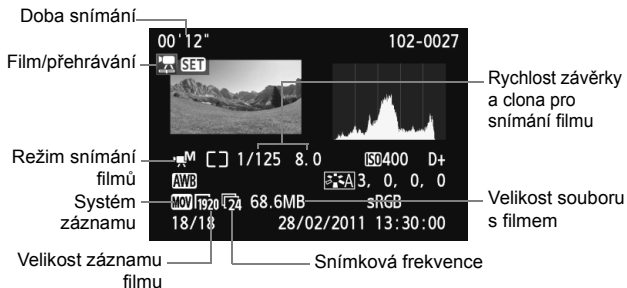 Doba snímání
00'12" 102-0027
Film/přehrávání
SET
Rychlost závěrky
a clona pro
snímání filmu
Režim snímání
filmů
M 1/125 8.0 ISO400 D+
AWB A 3, 0, 0, 0
Systém
záznamu
MOV 1920 24 68.6MB sRGB
Velikost souboru
s filmem
18/18 28/02/2011 13:30:00
Velikost záznamu
filmu
Snímková frekvence